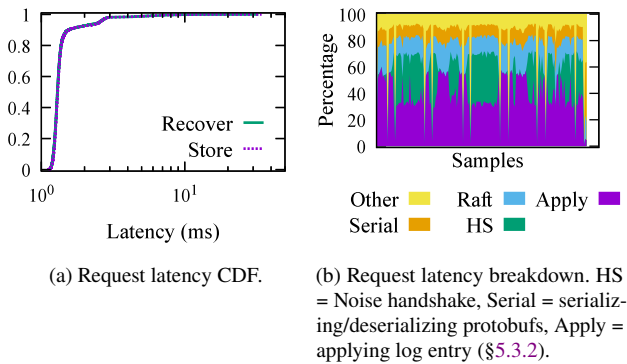 1
0.8
0.6
0.4
0.2
0
10^0
10^1
Recover
Store
Latency (ms)
(a) Request latency CDF.
100
80
60
40
20
0
Percentage
Samples
Other Raft Apply
Serial HS
(b) Request latency breakdown. HS
= Noise handshake, Serial = serializ-
ing/deserializing protobufs, Apply =
applying log entry (§5.3.2).